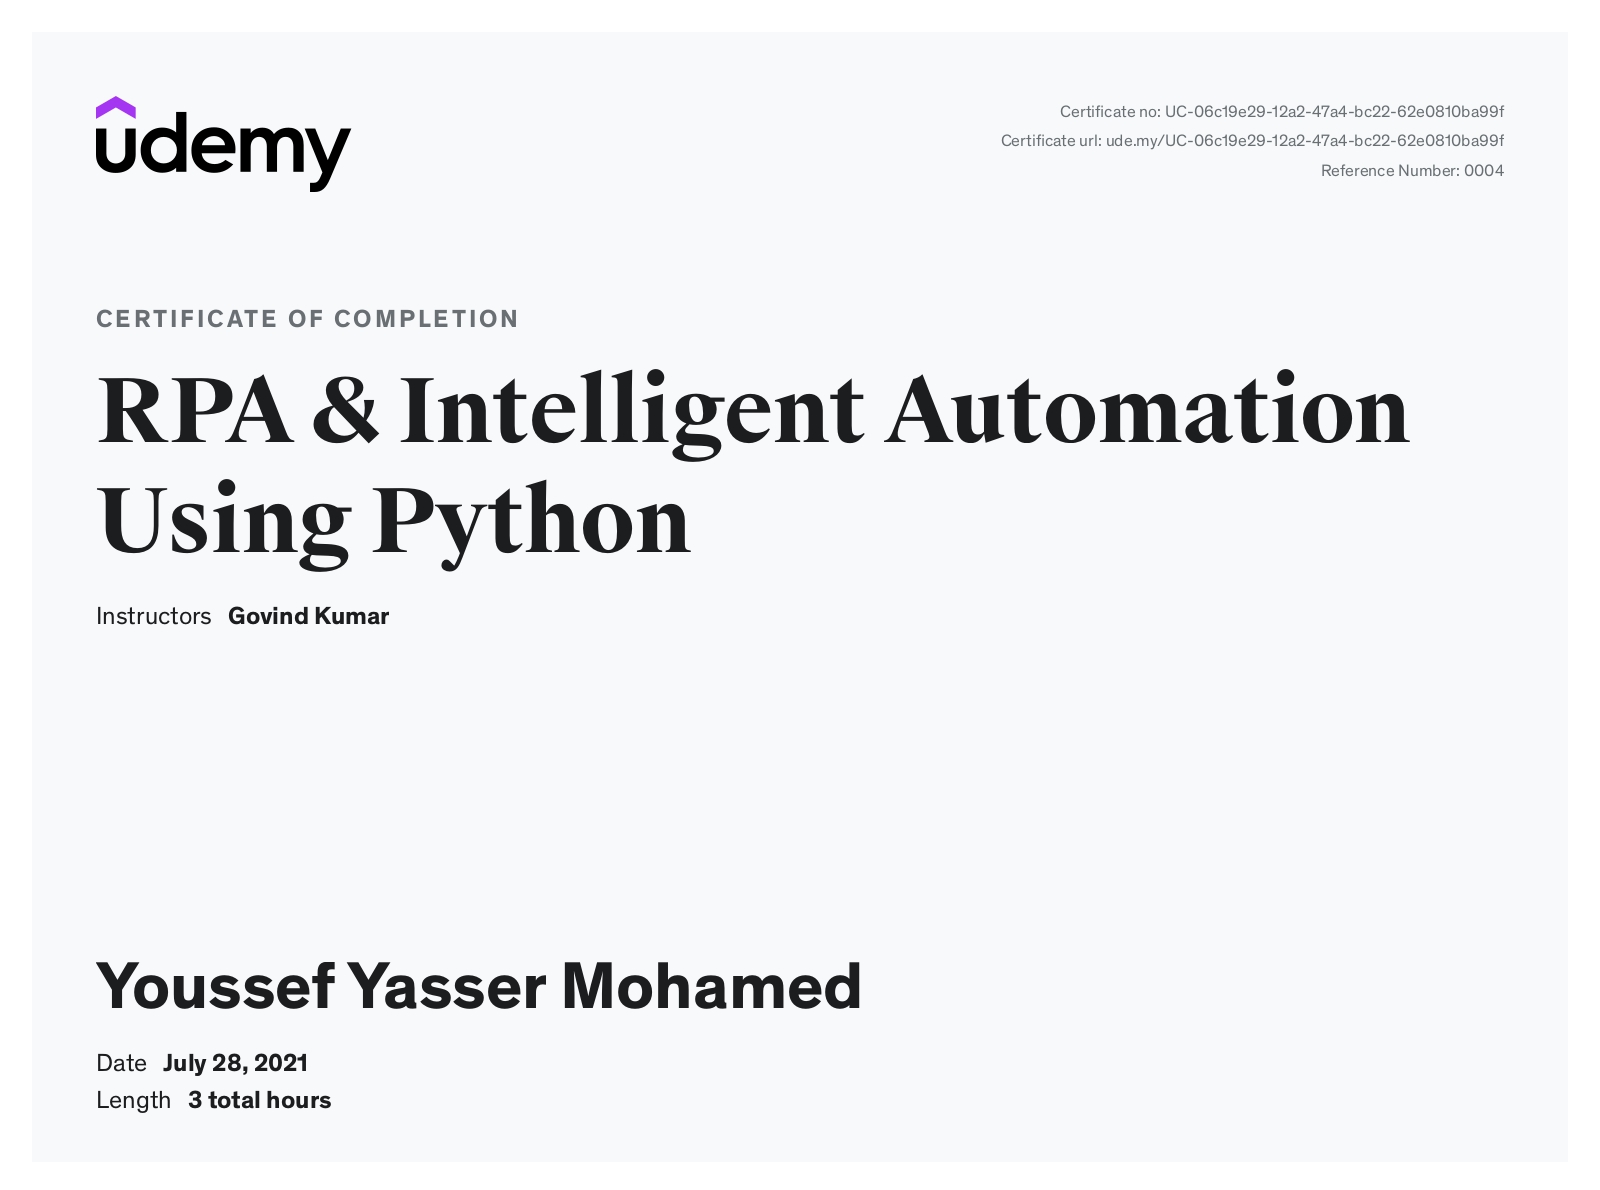 udemy
Certificate no: UC-06c19e29-12a2-47a4-bc22-62e0810ba99f
Certificate url: ude.my/UC-06c19e29-12a2-47a4-bc22-62e0810ba99f
Reference Number: 0004
CERTIFICATE OF COMPLETION
RPA & Intelligent Automation
Using Python
Instructors Govind Kumar
Youssef Yasser Mohamed
Date July 28, 2021
Length 3 total hours